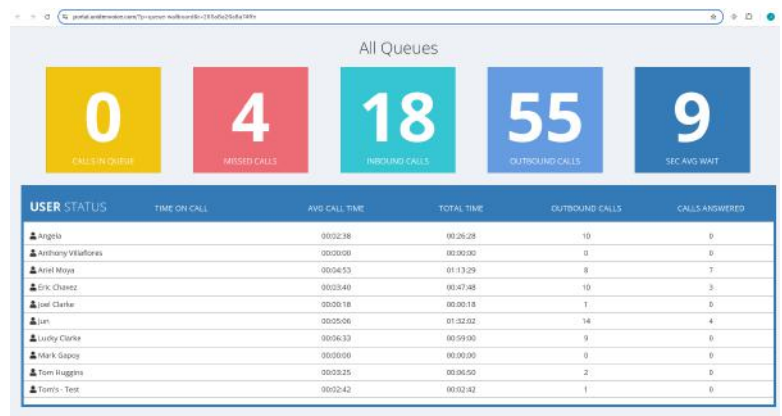 All Queues
0 4 18 55 9
CALLS IN QUEUE MISSED CALLS INBOUND CALLS OUTBOUND CALLS SEC AVG WAIT
USER STATUS TIME ON CALL AVG CALL TIME TOTAL TIME OUTBOUND CALLS CALLS ANSWERED
Angela 00:02:38 00:26:28 10 0
Anthony Villaflores 00:00:00 00:00:00 0 0
Ariel Moya 00:04:53 01:13:29 8 7
Eric Chavez 00:03:40 00:47:48 10 3
Joel Clarke 00:00:18 00:00:18 1 0
Jun 00:05:06 01:32:02 14 4
Lucky Clarke 00:06:33 00:59:00 9 0
Mark Gapoy 00:00:00 00:00:00 0 0
Tom Huggins 00:03:25 00:06:50 2 0
Tom's - Test 00:02:42 00:02:42 1 0